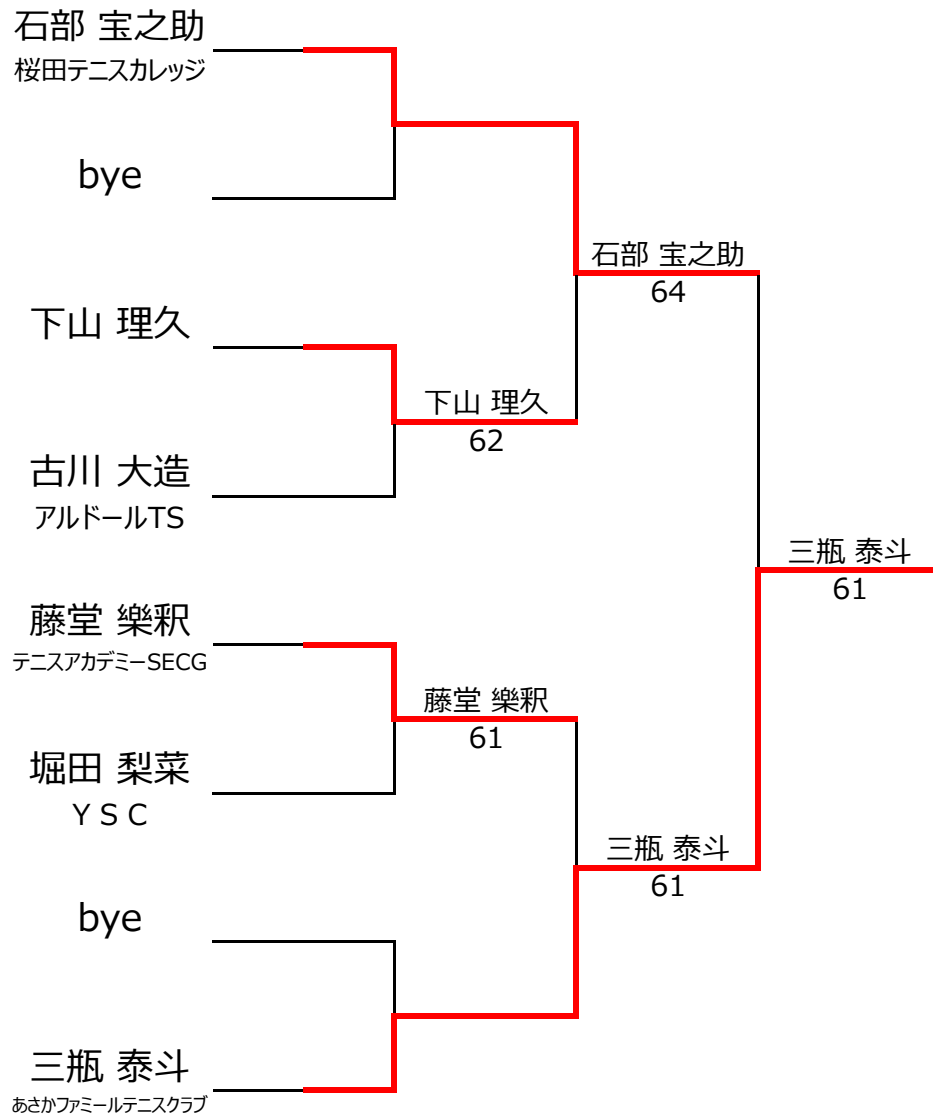 石部 宝之助
桜田テニスカレッジ
bye
石部 宝之助
64
下山 理久
下山 理久
62
古川 大造
アルドールTS
三瓶 泰斗
61
藤堂 樂釈
テニスアカデミーSECG
藤堂 樂釈
61
堀田 梨菜
ＹＳＣ
三瓶 泰斗
61
bye
三瓶 泰斗
あさかファミールテニスクラブ